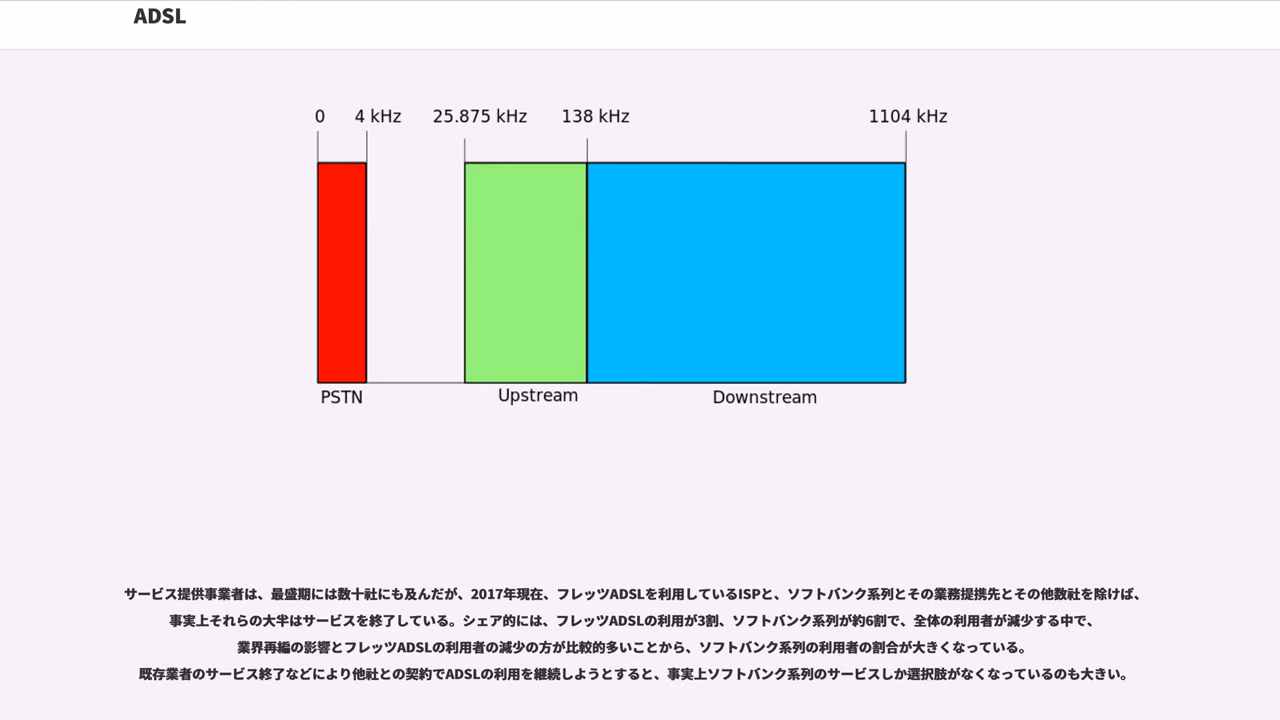 ADSL
0 4 kHz 25.875 kHz 138 kHz 1104 kHz
PSTN Upstream Downstream
サービス提供事業者は、最盛期には数十社にも及んだが、2017年現在、フレッツADSLを利用しているISPと、ソフトバンク系列とその業務提携先とその他数社を除けば、
事実上それらの大半はサービスを終了している。シェア的には、フレッツADSLの利用が3割、ソフトバンク系列が約6割で、全体の利用者が減少する中で、
業界再編の影響とフレッツADSLの利用者の減少の方が比較的多いことから、ソフトバンク系列の利用者の割合が大きくなっている。
既存業者のサービス終了などにより他社との契約でADSLの利用を継続しようとすると、事実上ソフトバンク系列のサービスしか選択肢がなくなっているのも大きい。